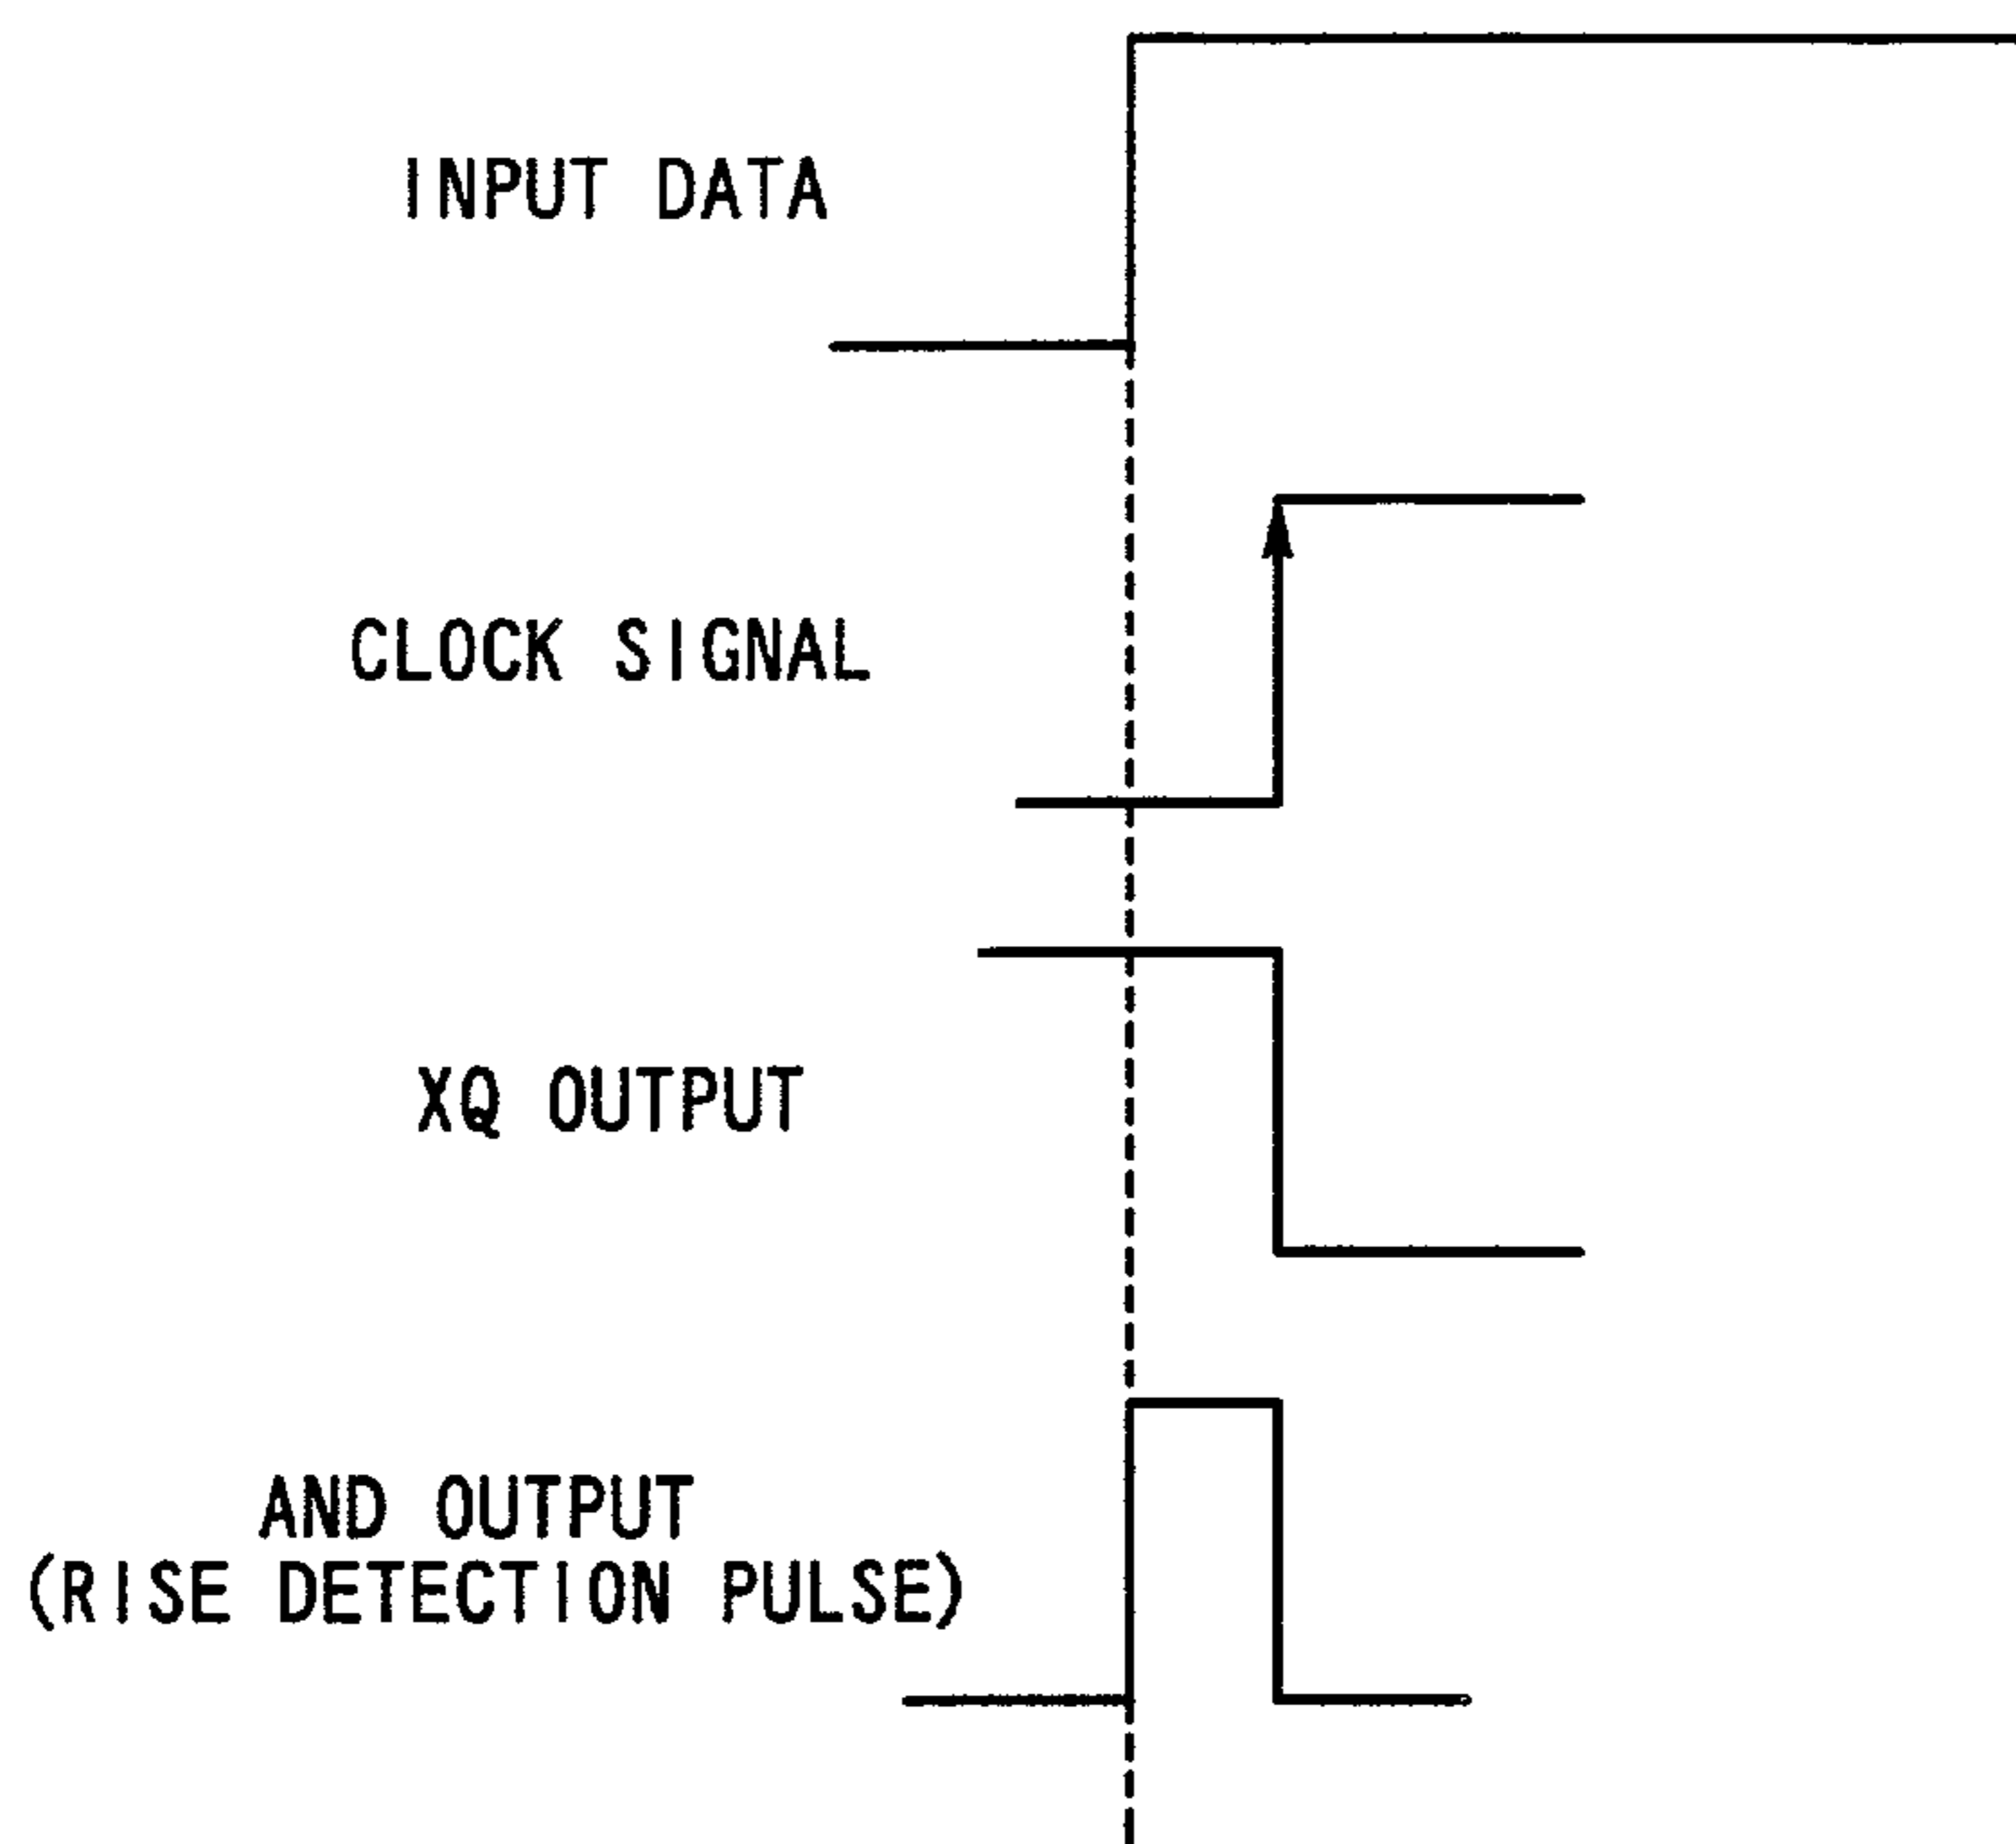 INPUT DATA
CLOCK SIGNAL
XQ OUTPUT
AND OUTPUT
(RISE DETECTION PULSE)